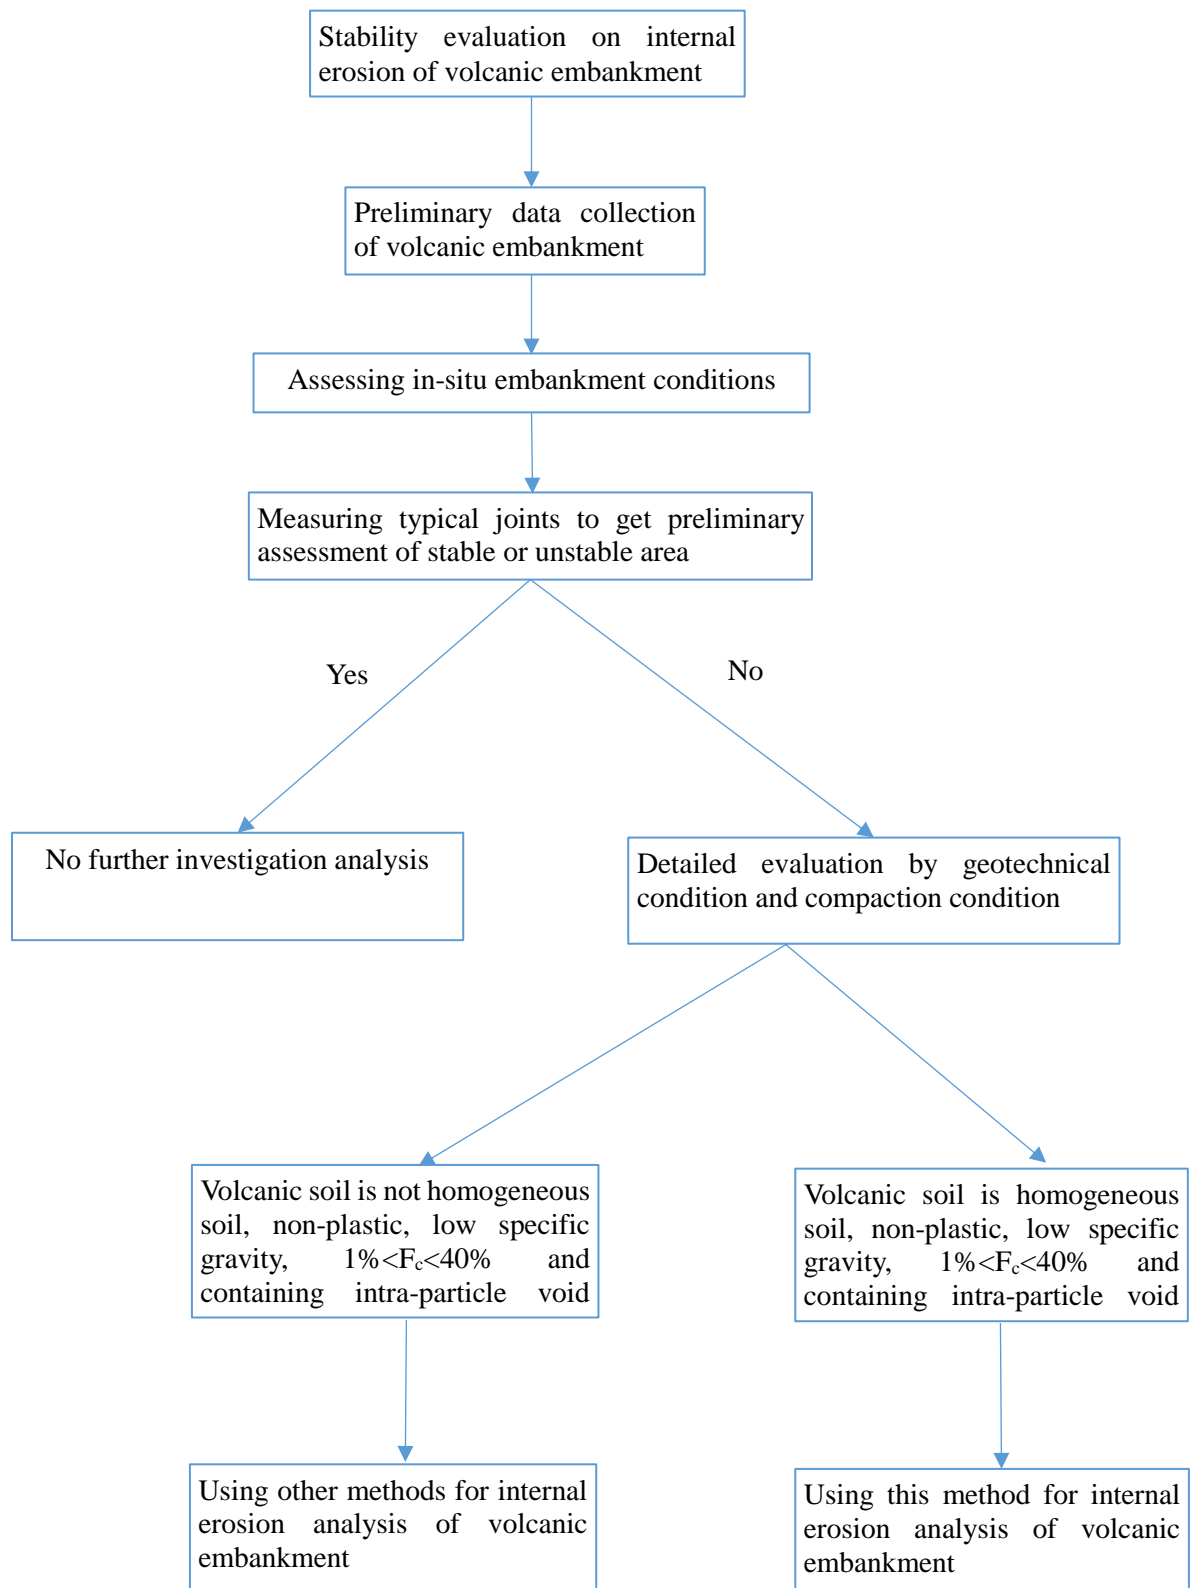 Stability evaluation on internal
erosion of volcanic embankment
Preliminary data collection
of volcanic embankment
Assessing in-situ embankment conditions
Measuring typical joints to get preliminary
assessment of stable or unstable area
Yes
No
No further investigation analysis
Detailed evaluation by geotechnical
condition and compaction condition
Volcanic soil is not homogeneous
soil, non-plastic, low specific
gravity, 1%<Fc<40% and
containing intra-particle void
Volcanic soil is homogeneous
soil, non-plastic, low specific
gravity, 1%<Fc<40% and
containing intra-particle void
Using other methods for internal
erosion analysis of volcanic
embankment
Using this method for internal
erosion analysis of volcanic
embankment